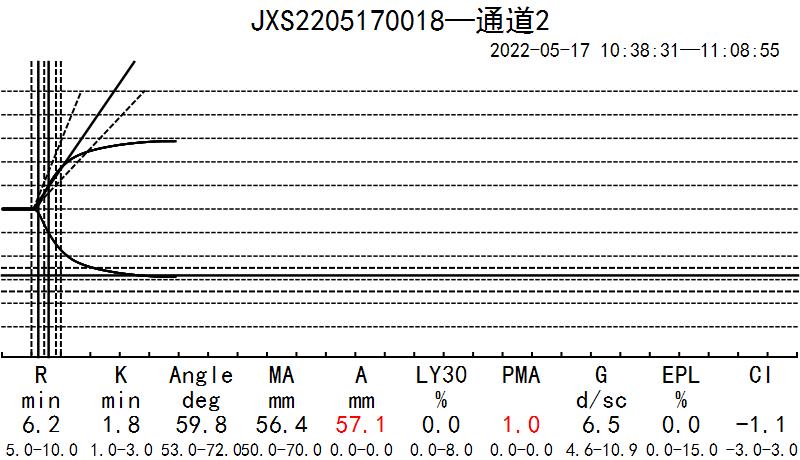 JXS2205170018—通道2
2022-05-17 10:38:31—11:08:55
R K Angle MA A LY30 PMA G EPL CI
min min deg mm mm % d/sc %
6.2 1.8 59.8 56.4 57.1 0.0 1.0 6.5 0.0 -1.1
5.0-10.0 1.0-3.0 53.0-72.0 50.0-70.0 0.0-0.0 0.0-8.0 0.0-0.0 4.6-10.9 0.0-15.0 -3.0-3.0